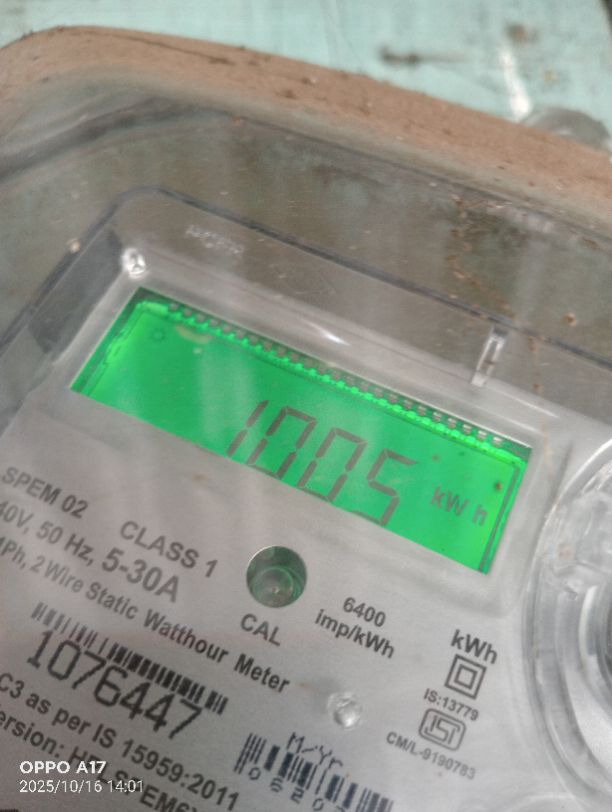 1005 kWh
SPEM 02 CLASS 1
40V, 50 Hz, 5-30A
1Ph, 2 Wire Static Watthour Meter
CAL
6400
imp/kWh
kWh
IS:13779
CM/L-9190783
1076447
C3 as per IS 15959:2011
M/Yr
OPPO A17
2025/10/16 14:01